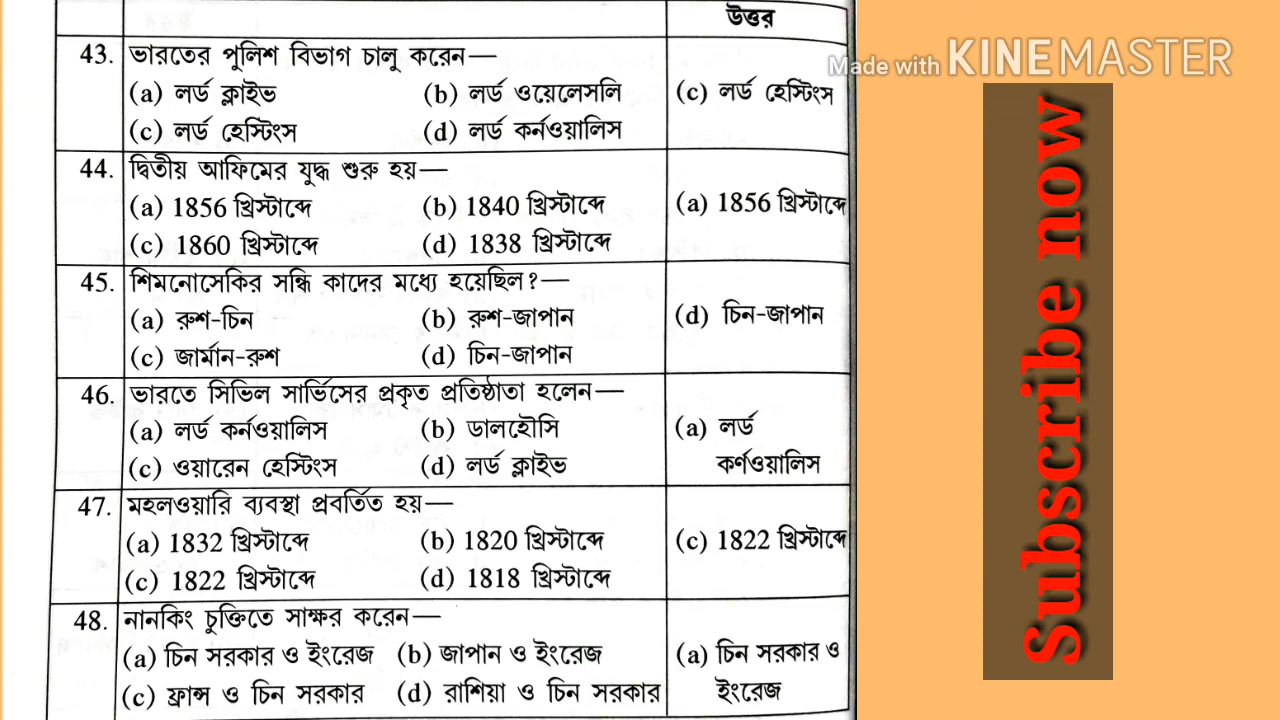 উত্তর
43. ভারতের পুলিশ বিভাগ চালু করেন—
(a) লর্ড ক্লাইভ (b) লর্ড ওয়েলেসলি (c) লর্ড হেস্টিংস
(c) লর্ড হেস্টিংস (d) লর্ড কর্নওয়ালিস
44. দ্বিতীয় আফিমের যুদ্ধ শুরু হয়—
(a) 1856 খ্রিস্টাব্দে (b) 1840 খ্রিস্টাব্দে (a) 1856 খ্রিস্টাব্দে
(c) 1860 খ্রিস্টাব্দে (d) 1838 খ্রিস্টাব্দে
45. শিমনোসেকির সন্ধি কাদের মধ্যে হয়েছিল?—
(a) রুশ-চিন (b) রুশ-জাপান (d) চিন-জাপান
(c) জার্মান-রুশ (d) চিন-জাপান
46. ভারতে সিভিল সার্ভিসের প্রকৃত প্রতিষ্ঠাতা হলেন—
(a) লর্ড কর্নওয়ালিস (b) ডালহৌসি (a) লর্ড
(c) ওয়ারেন হেস্টিংস (d) লর্ড ক্লাইভ কর্ণওয়ালিস
47. মহলওয়ারি ব্যবস্থা প্রবর্তিত হয়—
(a) 1832 খ্রিস্টাব্দে (b) 1820 খ্রিস্টাব্দে (c) 1822 খ্রিস্টাব্দে
(c) 1822 খ্রিস্টাব্দে (d) 1818 খ্রিস্টাব্দে
48. নানকিং চুক্তিতে সাক্ষর করেন—
(a) চিন সরকার ও ইংরেজ (b) জাপান ও ইংরেজ (a) চিন সরকার ও
(c) ফ্রান্স ও চিন সরকার (d) রাশিয়া ও চিন সরকার ইংরেজ
Made with KINEMASTER
Subscribe now